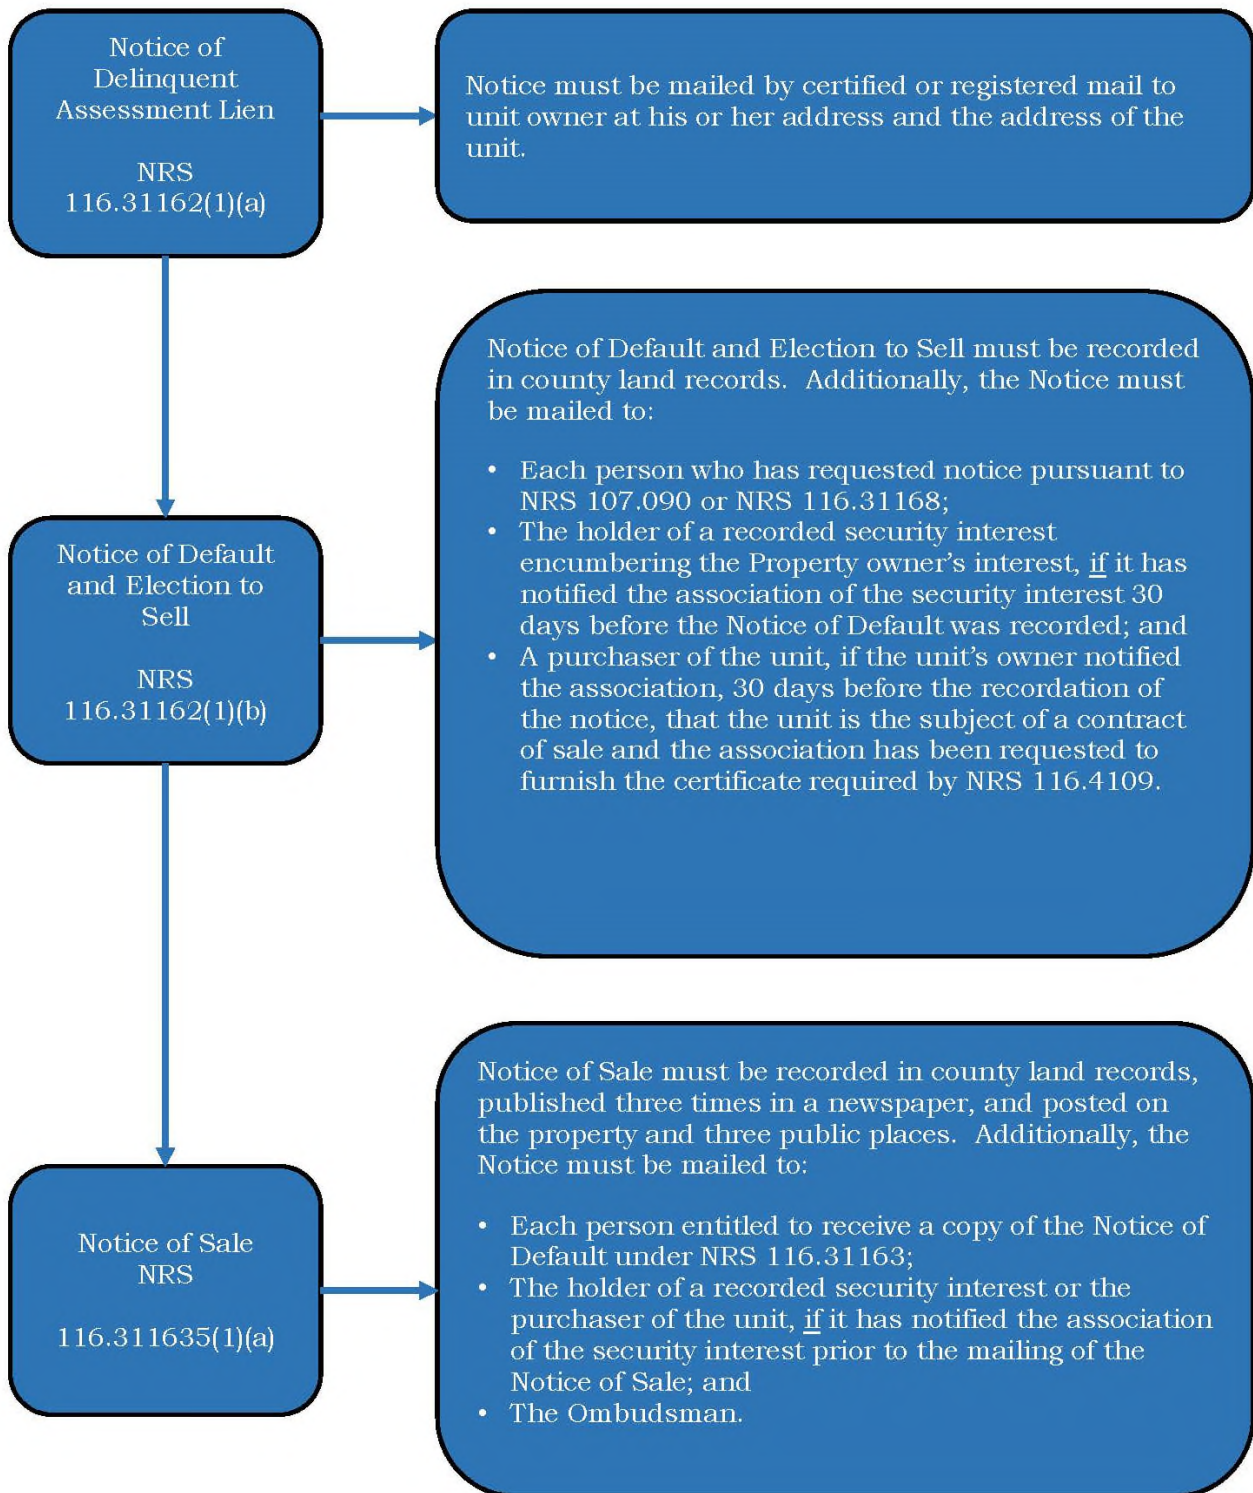 Notice of
Delinquent
Assessment Lien
NRS
116.31162(1)(a)
Notice must be mailed by certified or registered mail to
unit owner at his or her address and the address of the
unit.
Notice of Default
and Election to
Sell
NRS
116.31162(1)(b)
Notice of Default and Election to Sell must be recorded
in county land records.  Additionally, the Notice must
be mailed to:
• Each person who has requested notice pursuant to
NRS 107.090 or NRS 116.31168;
• The holder of a recorded security interest
encumbering the Property owner's interest, if it has
notified the association of the security interest 30
days before the Notice of Default was recorded; and
• A purchaser of the unit, if the unit's owner notified
the association, 30 days before the recordation of
the notice, that the unit is the subject of a contract
of sale and the association has been requested to
furnish the certificate required by NRS 116.4109.
Notice of Sale
NRS
116.311635(1)(a)
Notice of Sale must be recorded in county land records,
published three times in a newspaper, and posted on
the property and three public places.  Additionally, the
Notice must be mailed to:
• Each person entitled to receive a copy of the Notice of
Default under NRS 116.31163;
• The holder of a recorded security interest or the
purchaser of the unit, if it has notified the association
of the security interest prior to the mailing of the
Notice of Sale; and
• The Ombudsman.